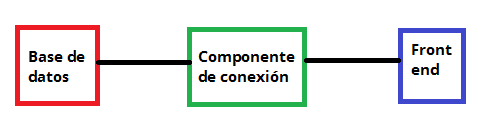 Base de
datos
Componente
de conexión
Front
end